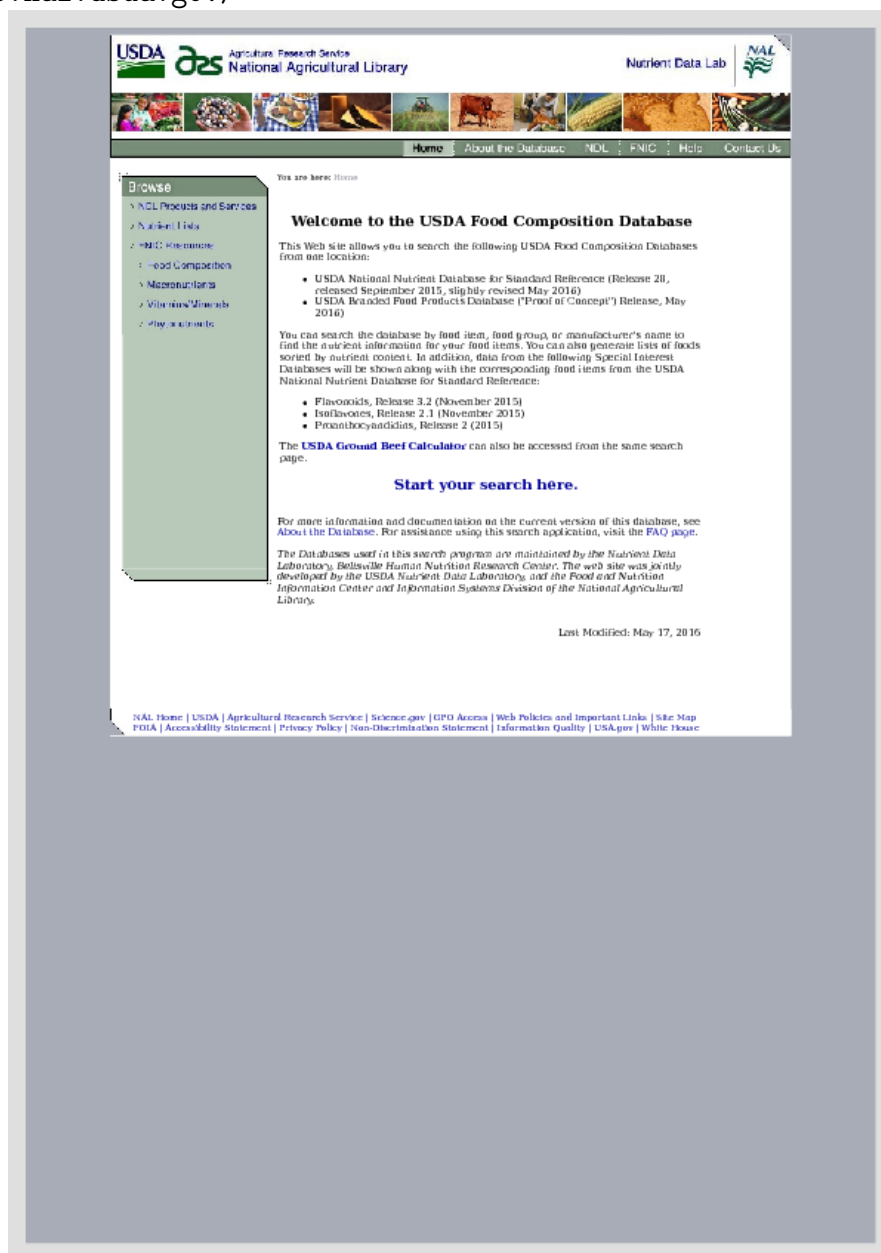 USDA
Agricultural Research Service
National Agricultural Library
Nutrient Data Lab
NAL
Home About the Database NDL FNIC Help Contact Us
Browse
NDL Products and Services
Nutrient Lists
FNIC Resources
Food Composition
Macronutrients
Vitamins/Minerals
Phytonutrients
You are here: Home
Welcome to the USDA Food Composition Database
This Web site allows you to search the following USDA Food Composition Databases
from one location:
• USDA National Nutrient Database for Standard Reference (Release 28,
released September 2015, slightly revised May 2016)
• USDA Branded Food Products Database ("Proof of Concept") Release, May
2016)
You can search the database by food item, food group, or manufacturer's name to
find the nutrient information for your food items. You can also generate lists of foods
sorted by nutrient content. In addition, data from the following Special Interest
Databases will be shown along with the corresponding food items from the USDA
National Nutrient Database for Standard Reference:
• Flavonoids, Release 3.2 (November 2015)
• Isoflavones, Release 2.1 (November 2015)
• Proanthocyandidins, Release 2 (2015)
The USDA Ground Beef Calculator can also be accessed from the same search
page.
Start your search here.
For more information and documentation on the current version of this database, see
About the Database. For assistance using this search application, visit the FAQ page.
The Databases used in this search program are maintained by the Nutrient Data
Laboratory, Beltsville Human Nutrition Research Center. The web site was jointly
developed by the USDA Nutrient Data Laboratory, and the Food and Nutrition
Information Center and Information Systems Division of the National Agricultural
Library.
Last Modified: May 17, 2016
NAL Home | USDA | Agricultural Research Service | Science.gov | GPO Access | Web Policies and Important Links | Site Map
FOIA | Accessibility Statement | Privacy Policy | Non-Discrimination Statement | Information Quality | USA.gov | White House